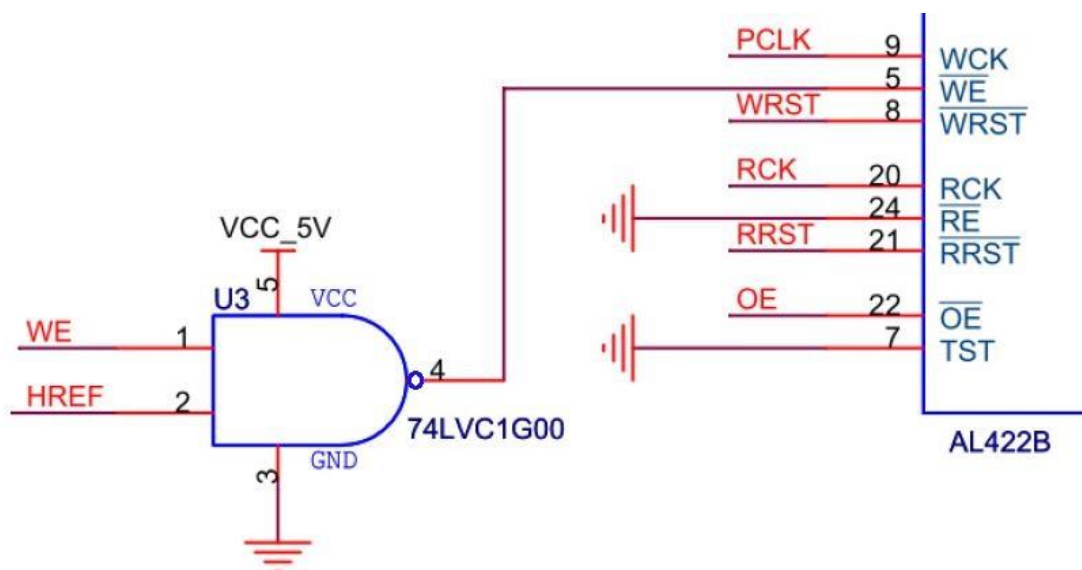 PCLK 9 WCK
5 WE
WRST 8 WRST
RCK 20 RCK
24 RE
RRST 21 RRST
VCC_5V
OE 22 OE
7 TST
5
U3 VCC
WE 1
4
HREF 2
74LVC1G00
AL422B
GND
3